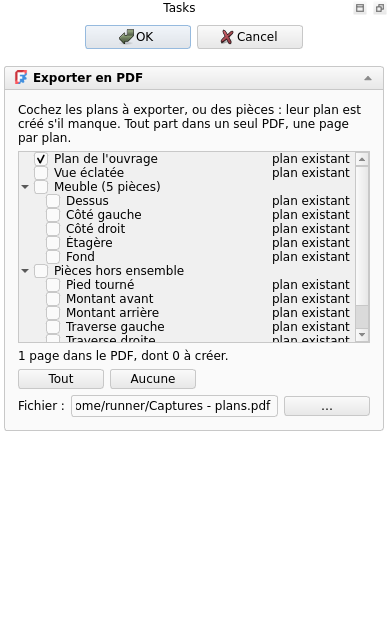 Tasks
OK
Cancel
Exporter en PDF
Cochez les plans à exporter, ou des pièces : leur plan est
créé s'il manque. Tout part dans un seul PDF, une page
par plan.
Plan de l'ouvrage plan existant
Vue éclatée plan existant
Meuble (5 pièces)
Dessus plan existant
Côté gauche plan existant
Côté droit plan existant
Étagère plan existant
Fond plan existant
Pièces hors ensemble
Pied tourné plan existant
Montant avant plan existant
Montant arrière plan existant
Traverse gauche plan existant
Traverse droite plan existant
1 page dans le PDF, dont 0 à créer.
Tout
Aucune
Fichier : ome/runner/Captures - plans.pdf ...